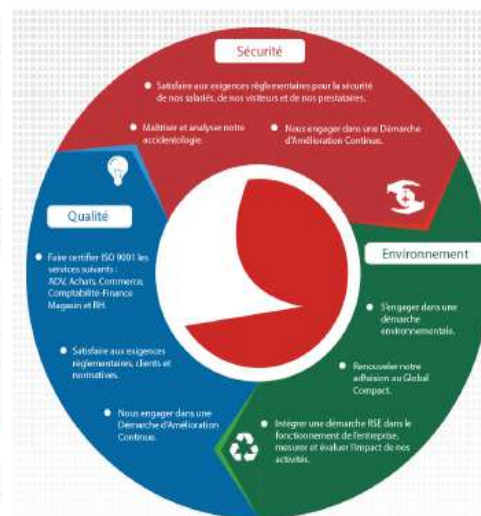 Sécurité
Satisfaire aux exigences règlementaires pour la sécurité
de nos salariés, de nos visiteurs et de nos prestataires.
Maîtriser et analyser notre
accidentologie.
Nous engager dans une Démarche
d'Amélioration Continue.
Qualité
Faire certifier ISO 9001 les
services suivants :
ADV, Achats, Commerce,
Comptabilité-Finance
Magasin et RH.
Satisfaire aux exigences
règlementaires, clients et
normatives.
Nous engager dans une
Démarche d'Amélioration
Continue.
Environnement
S'engager dans une
démarche
environnementale.
Renouveler notre
adhésion au Global
Compact.
Intégrer une démarche RSE dans le
fonctionnement de l'entreprise,
mesurer et évaluer l'impact de nos
activités.